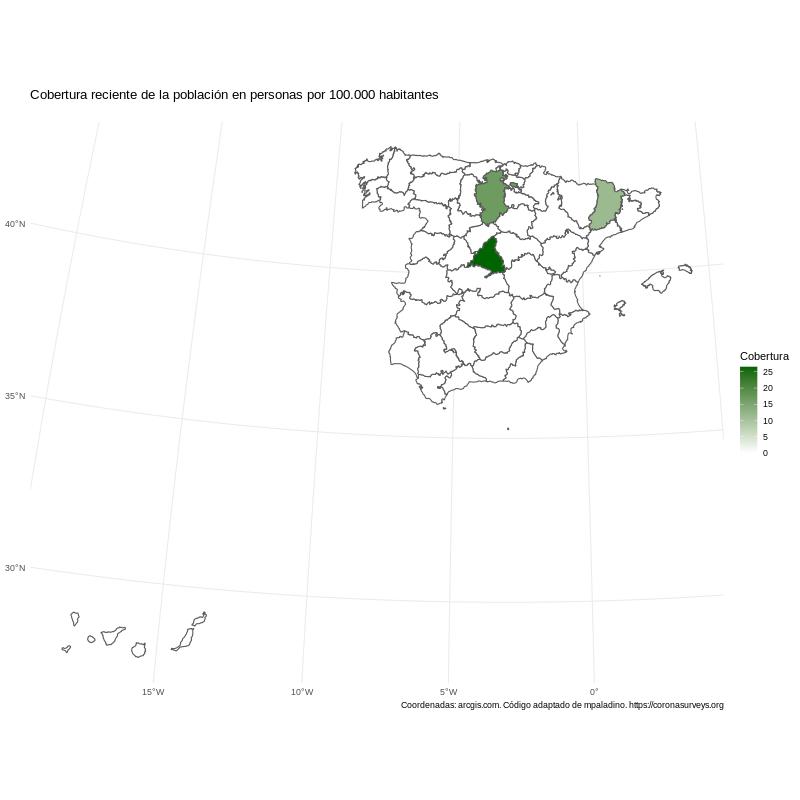 Cobertura reciente de la población en personas por 100.000 habitantes
40°N
35°N
30°N
15°W
10°W
5°W
0°
Cobertura
25
20
15
10
5
0
Coordenadas: arcgis.com. Código adaptado de mpaladino. https://coronasurveys.org